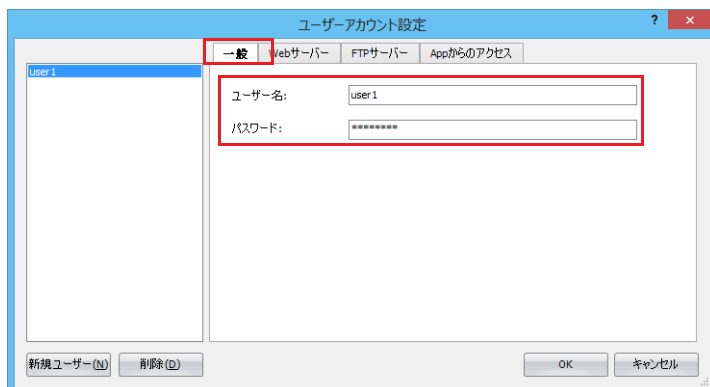 ユーザーアカウント設定
?
×
一般 Webサーバー FTPサーバー Appからのアクセス
user1
ユーザー名: user1
パスワード: ********
新規ユーザー(N) 削除(D) OK キャンセル